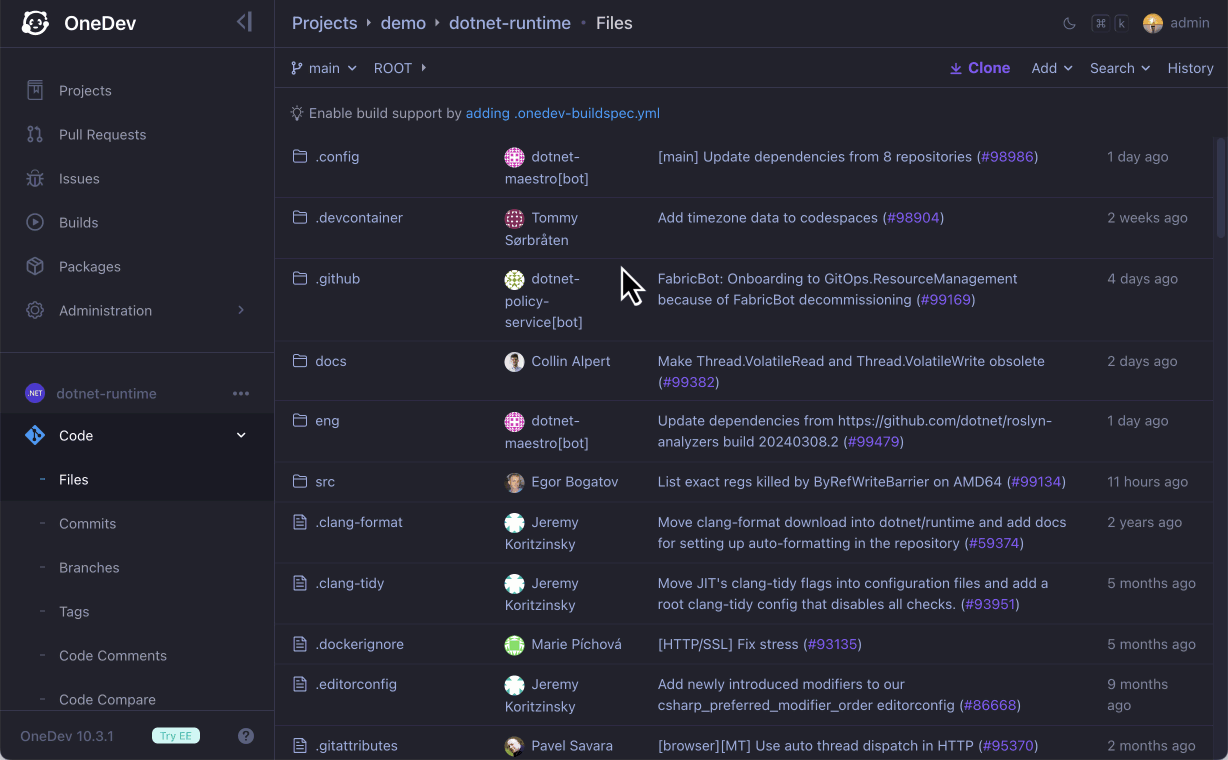 OneDev
Projects
Pull Requests
Issues
Builds
Packages
Administration
.NET dotnet-runtime
Code
Files
Commits
Branches
Tags
Code Comments
Code Compare
OneDev 10.3.1 Try EE ?
Projects demo dotnet-runtime Files
⌘ k admin
main ROOT Clone Add Search History
Enable build support by adding .onedev-buildspec.yml
.config dotnet- [main] Update dependencies from 8 repositories (#98986) 1 day ago
maestro[bot]
.devcontainer Tommy Add timezone data to codespaces (#98904) 2 weeks ago
Sørbråten
.github dotnet- FabricBot: Onboarding to GitOps.ResourceManagement 4 days ago
policy- because of FabricBot decommissioning (#99169)
service[bot]
docs Collin Alpert Make Thread.VolatileRead and Thread.VolatileWrite obsolete 2 days ago
(#99382)
eng dotnet- Update dependencies from https://github.com/dotnet/roslyn- 1 day ago
maestro[bot] analyzers build 20240308.2 (#99479)
src Egor Bogatov List exact regs killed by ByRefWriteBarrier on AMD64 (#99134) 11 hours ago
.clang-format Jeremy Move clang-format download into dotnet/runtime and add docs 2 years ago
Koritzinsky for setting up auto-formatting in the repository (#59374)
.clang-tidy Jeremy Move JIT's clang-tidy flags into configuration files and add a 5 months ago
Koritzinsky root clang-tidy config that disables all checks. (#93951)
.dockerignore Marie Píchová [HTTP/SSL] Fix stress (#93135) 5 months ago
.editorconfig Jeremy Add newly introduced modifiers to our 9 months
Koritzinsky csharp_preferred_modifier_order editorconfig (#86668) ago
.gitattributes Pavel Savara [browser][MT] Use auto thread dispatch in HTTP (#95370) 2 months ago